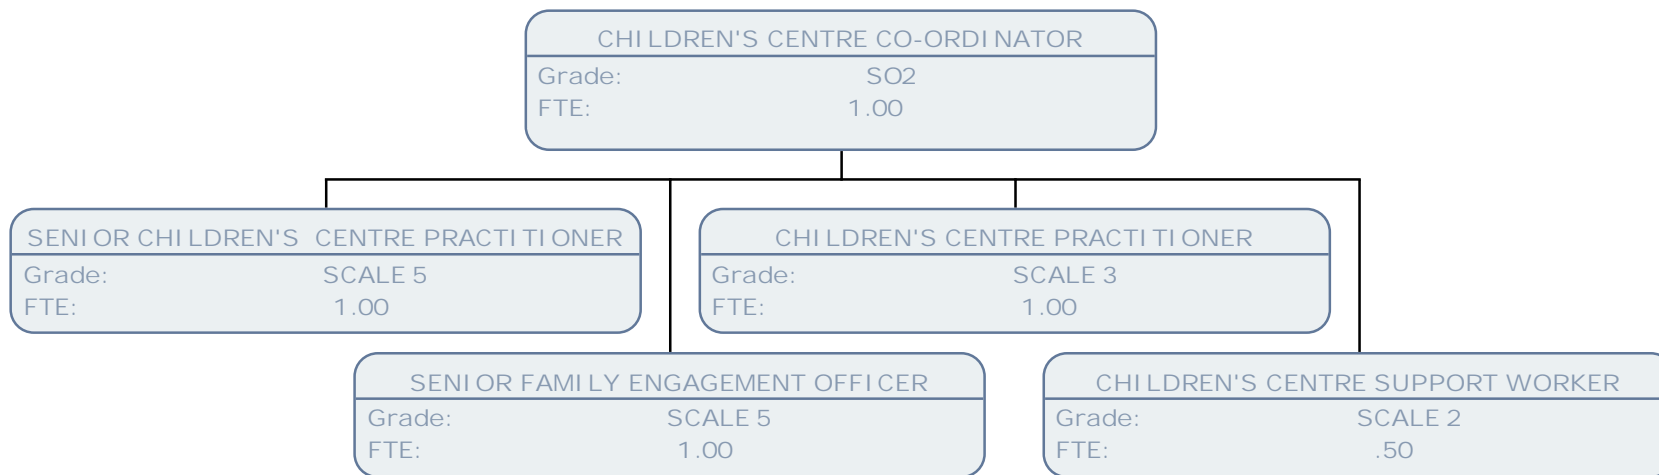 CHILDREN'S CENTRE CO-ORDINATOR
Grade: SO2
FTE: 1.00
SENIOR CHILDREN'S CENTRE PRACTITIONER
Grade: SCALE 5
FTE: 1.00
CHILDREN'S CENTRE PRACTITIONER
Grade: SCALE 3
FTE: 1.00
SENIOR FAMILY ENGAGEMENT OFFICER
Grade: SCALE 5
FTE: 1.00
CHILDREN'S CENTRE SUPPORT WORKER
Grade: SCALE 2
FTE: .50